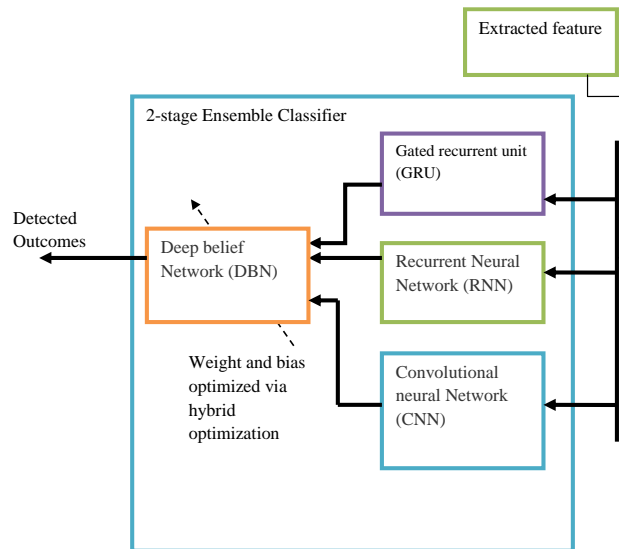 Extracted feature
2-stage Ensemble Classifier
Gated recurrent unit
(GRU)
Detected
Outcomes
Deep belief
Network (DBN)
Recurrent Neural
Network (RNN)
Weight and bias
optimized via
hybrid
optimization
Convolutional
neural Network
(CNN)